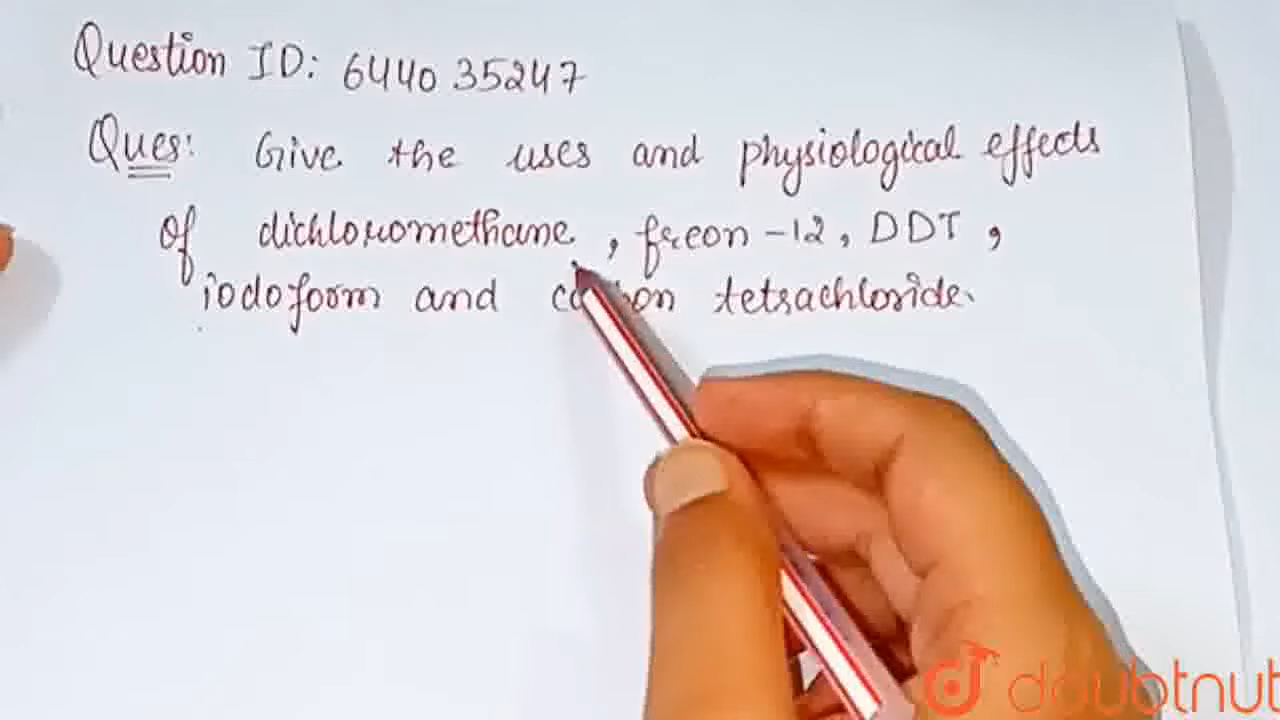 Question ID: 644035247
Ques: Give the uses and physiological effects
of dichloromethane, freon-12, DDT,
iodoform and carbon tetrachloride.
doubtnut